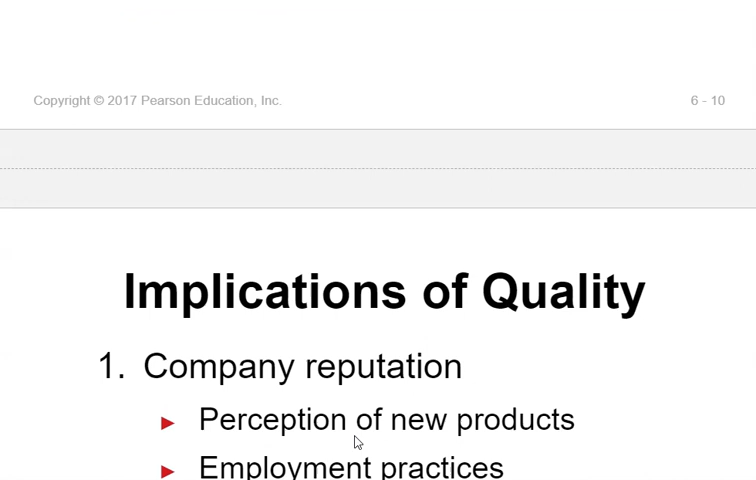 Copyright © 2017 Pearson Education, Inc. 6 - 10
Implications of Quality
1. Company reputation
► Perception of new products
► Employment practices